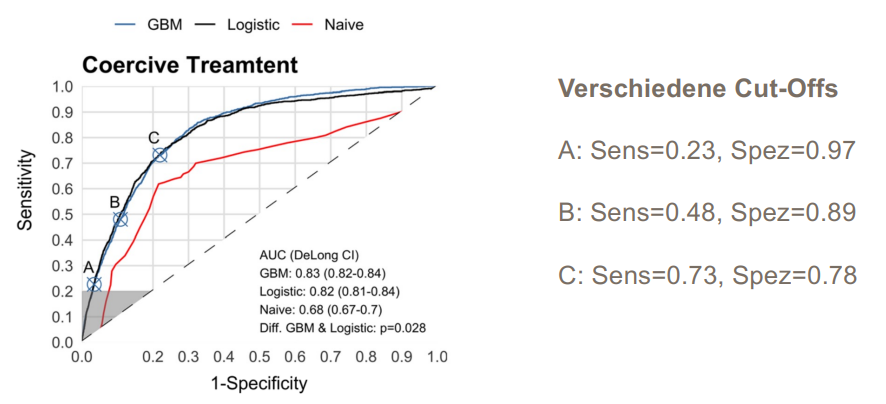 GBM Logistic Naive
Coercive Treamtent
Sensitivity
1.0
0.9
0.8
0.7
0.6
0.5
0.4
0.3
0.2
0.1
0.0
C
B
A
AUC (DeLong CI)
GBM: 0.83 (0.82-0.84)
Logistic: 0.82 (0.81-0.84)
Naive: 0.68 (0.67-0.7)
Diff. GBM & Logistic: p=0.028
0.0 0.2 0.3 0.4 0.5 0.6 0.7 0.8 0.9 1.0
1-Specificity
Verschiedene Cut-Offs
A: Sens=0.23, Spez=0.97
B: Sens=0.48, Spez=0.89
C: Sens=0.73, Spez=0.78